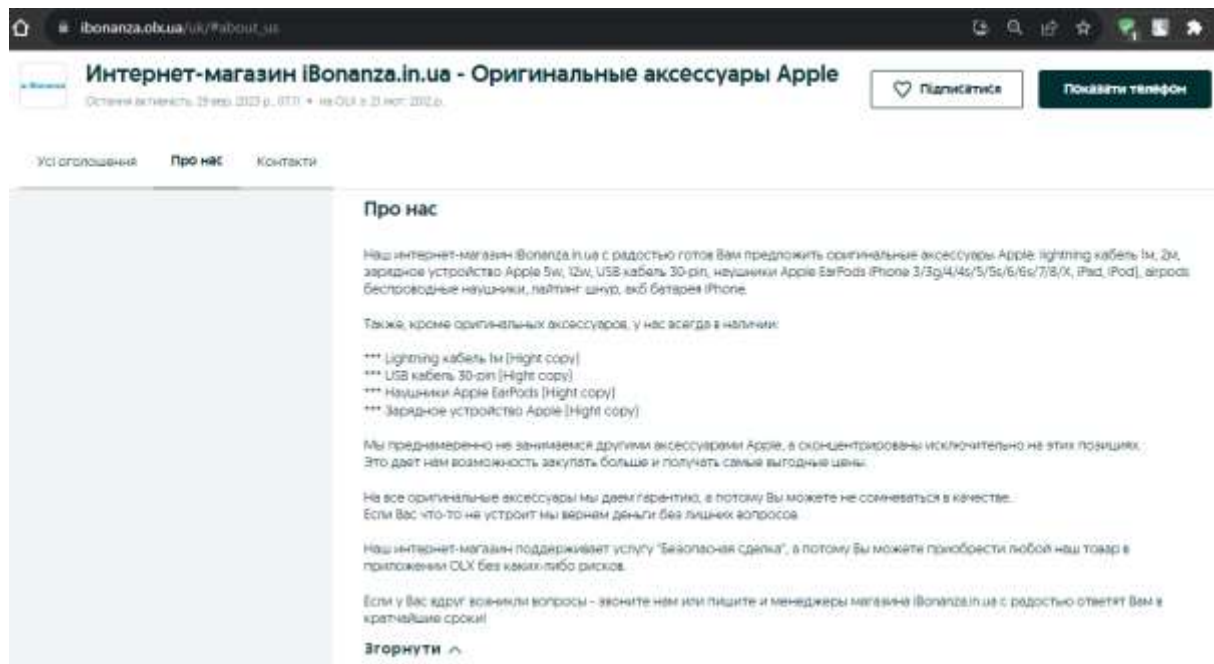 ibonanza.olx.ua/uk/#about_us
Интернет-магазин iBonanza.in.ua - Оригинальные аксессуары Apple
Підписатися
Показати телефон
Остання активність 2023 р., 07:11 • на OLX з 2012 р.
Усі оголошення
Про нас
Контакти
Про нас
Наш интернет-магазин iBonanza.in.ua с радостью готов Вам предложить оригинальные аксессуары Apple: lightning кабель 1м, 2м,
зарядное устройство Apple 5w, 12w, USB кабель 30-pin, наушники Apple EarPods iPhone 3/3g/4/4s/5/5s/6/6s/7/8/X, iPad, iPod), airpods
беспроводные наушники, лайтинг шнур, акб батарея iPhone.
Также, кроме оригинальных аксессуаров, у нас всегда в наличии:
*** Lightning кабель 1м (Hight copy)
*** USB кабель 30-pin (Hight copy)
*** Наушники Apple EarPods (Hight copy)
*** Зарядное устройство Apple (Hight copy)
Мы преднамеренно не занимаемся другими аксессуарами Apple, а сконцентрированы исключительно на этих позициях.
Это дает нам возможность закупать больше и получать самые выгодные цены.
На все оригинальные аксессуары мы даем гарантию, а потому Вы можете не сомневаться в качестве.
Если Вас что-то не устроит мы вернем деньги без лишних вопросов.
Наш интернет-магазин поддерживает услугу "Безопасная сделка", а потому Вы можете приобрести любой наш товар в
приложении OLX без каких-либо рисков.
Если у Вас вдруг возникли вопросы - звоните нам или пишите и менеджеры магазина iBonanza.in.ua с радостью ответят Вам в
кратчайшие сроки!
Згорнути